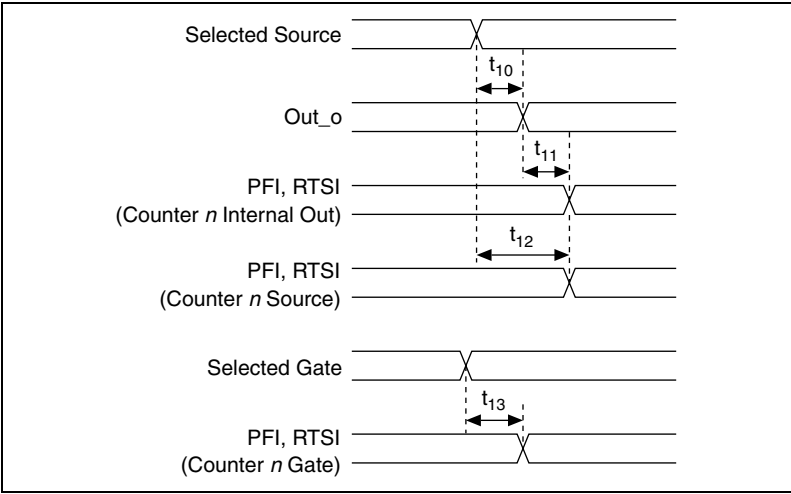 Selected Source
t10
Out_o
t11
PFI, RTSI
(Counter n Internal Out)
t12
PFI, RTSI
(Counter n Source)
Selected Gate
t13
PFI, RTSI
(Counter n Gate)